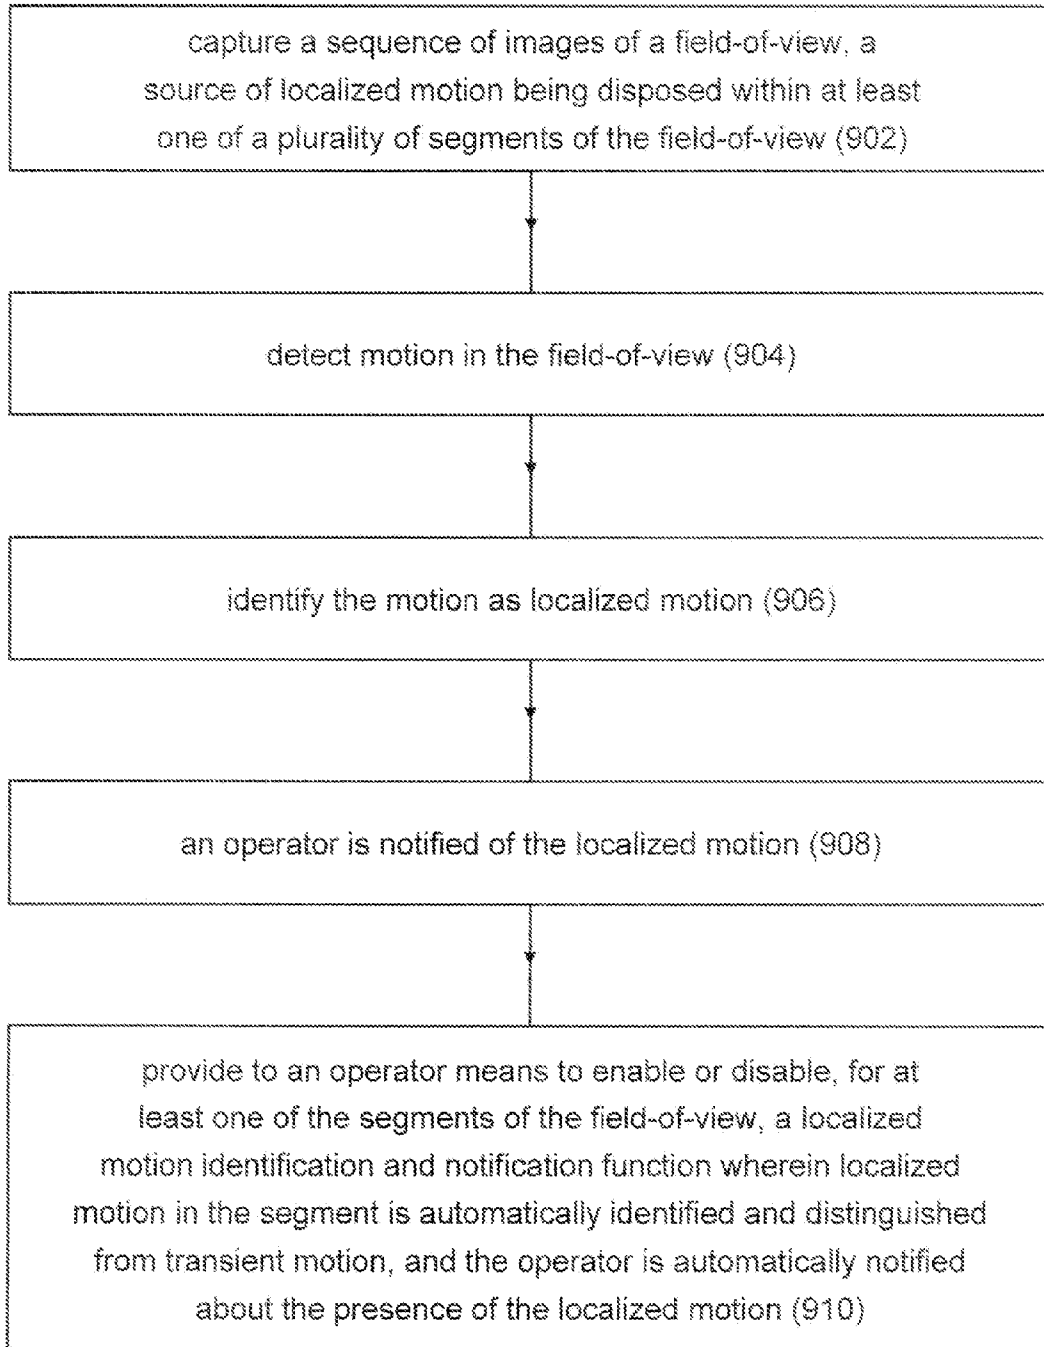 capture a sequence of images of a field-of-view, a
source of localized motion being disposed within at least
one of a plurality of segments of the field-of-view (902)
detect motion in the field-of-view (904)
identify the motion as localized motion (906)
an operator is notified of the localized motion (908)
provide to an operator means to enable or disable, for at
least one of the segments of the field-of-view, a localized
motion identification and notification function wherein localized
motion in the segment is automatically identified and distinguished
from transient motion, and the operator is automatically notified
about the presence of the localized motion (910)